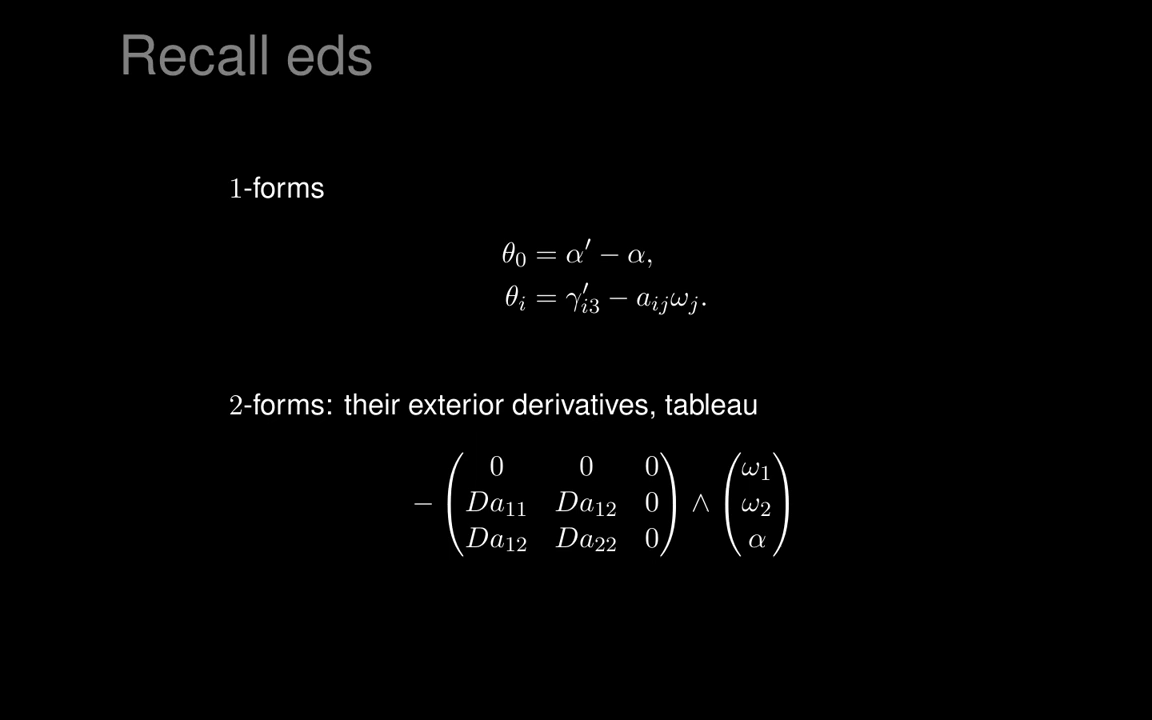 Recall eds
1-forms
θ₀ = α′ − α,
θᵢ = γ′ᵢ₃ − aᵢⱼωⱼ.
2-forms: their exterior derivatives, tableau
− ( 0 0 0 ) ∧ ( ω₁ )
( Da₁₁ Da₁₂ 0 ) ( ω₂ )
( Da₁₂ Da₂₂ 0 ) ( α )